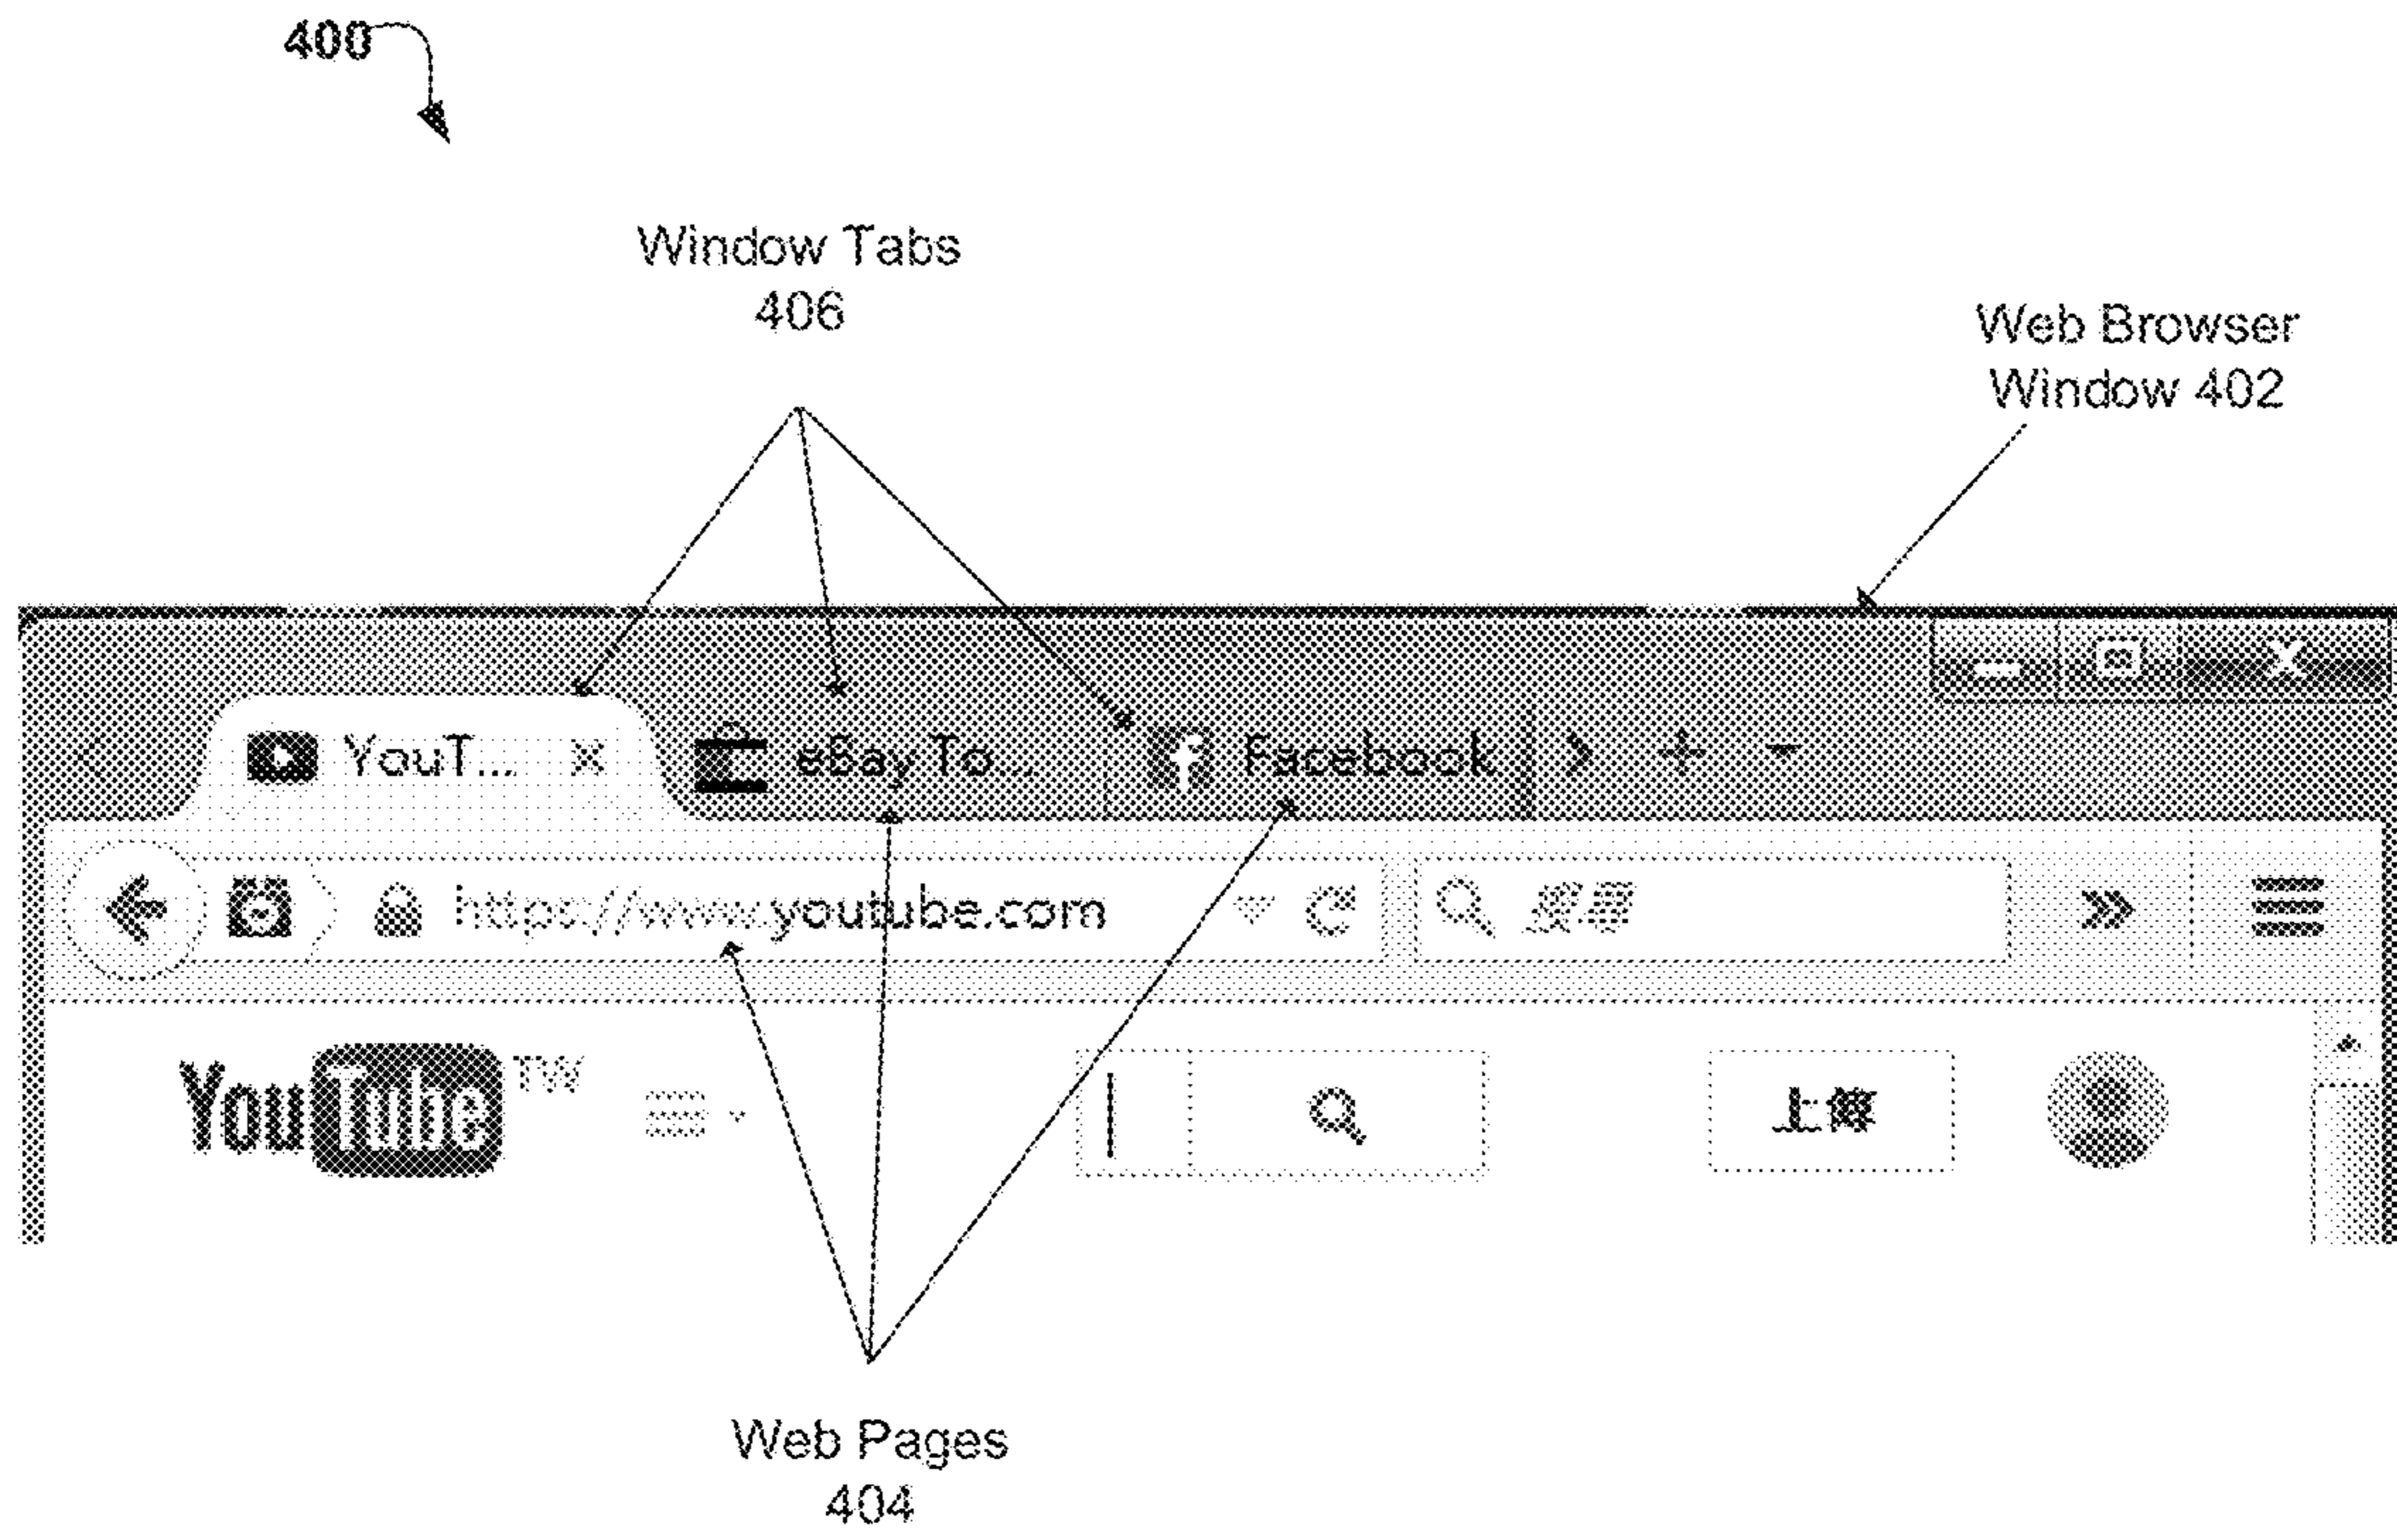 400
Window Tabs
406
Web Browser
Window 402
YouT...
eBay To...
Facebook
https://www.youtube.com
YouTube TW
上傳
Web Pages
404